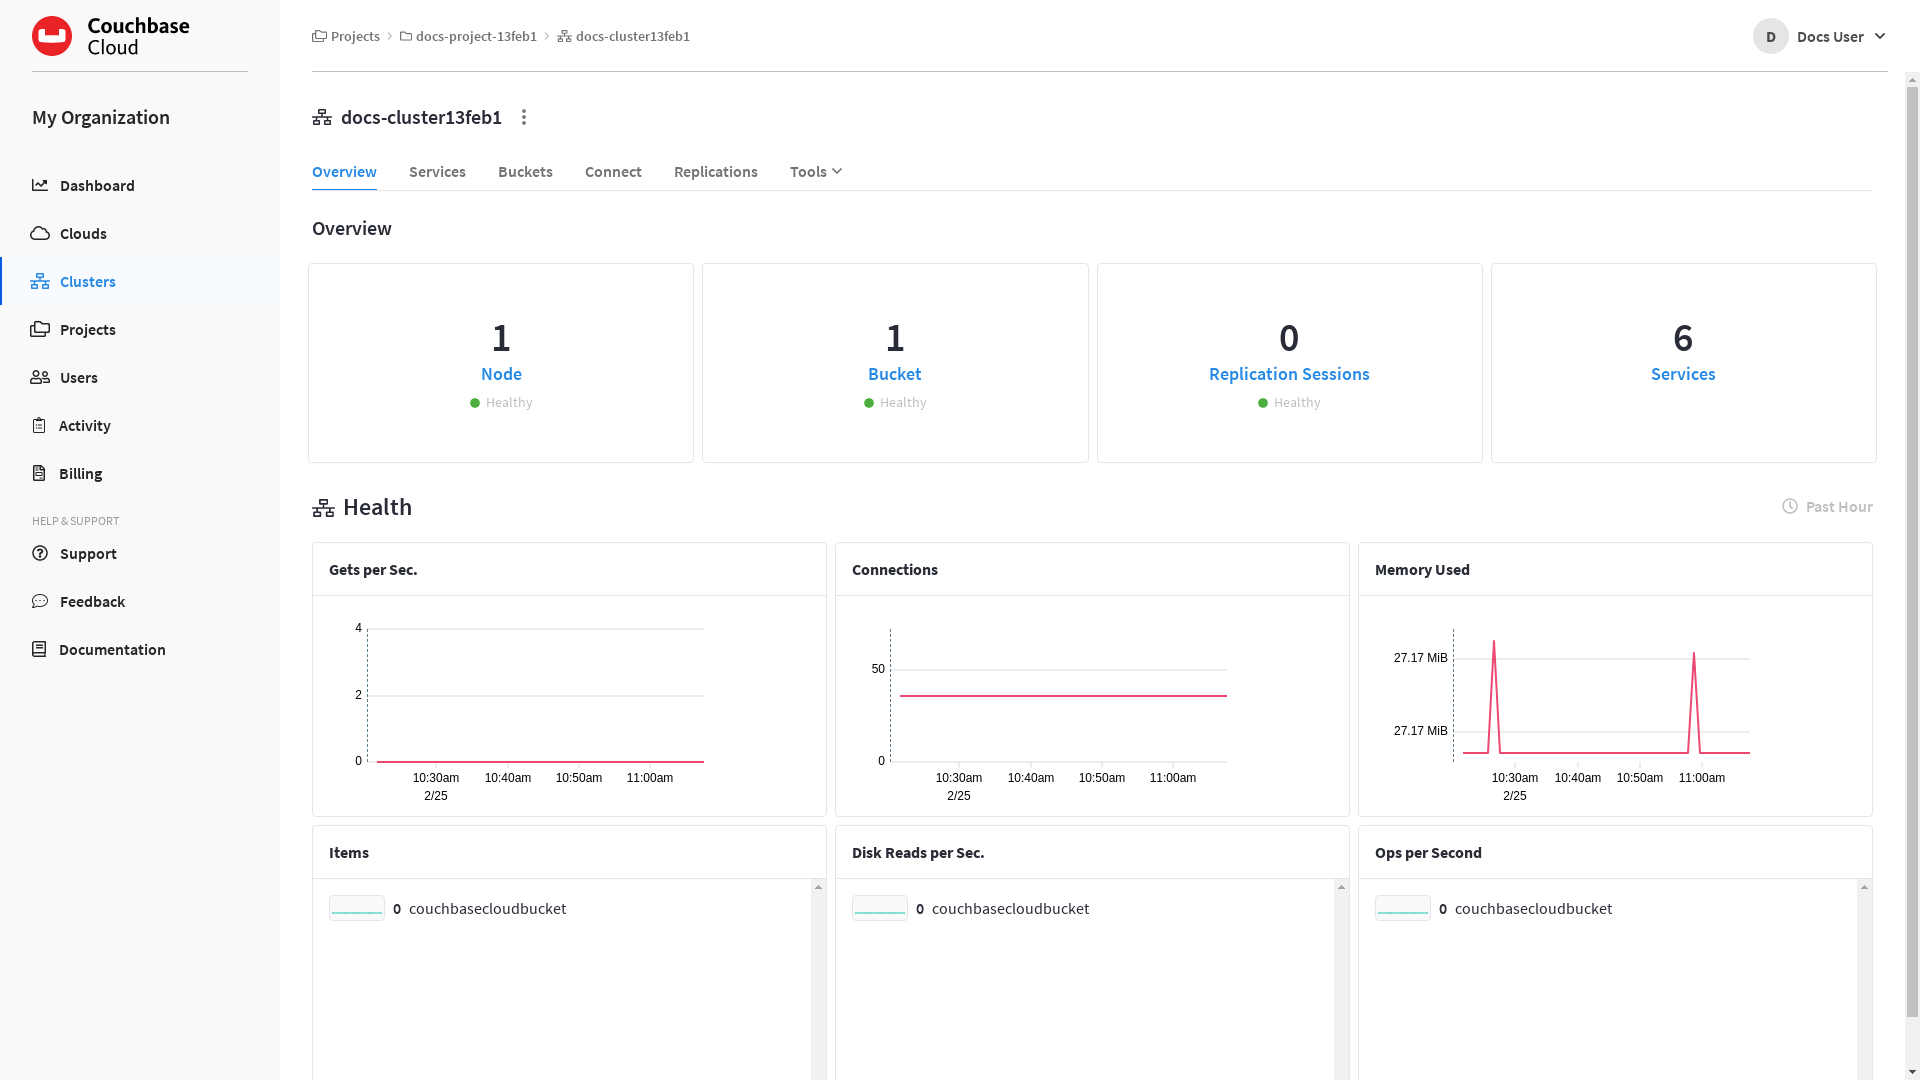 Couchbase
Cloud
Projects
docs-project-13feb1
docs-cluster13feb1
D
Docs User
My Organization
Dashboard
Clouds
Clusters
Projects
Users
Activity
Billing
HELP & SUPPORT
Support
Feedback
Documentation
docs-cluster13feb1
Overview
Services
Buckets
Connect
Replications
Tools
Overview
1
Node
Healthy
1
Bucket
Healthy
0
Replication Sessions
Healthy
6
Services
Health
Past Hour
Gets per Sec.
4
2
0
10:30am
10:40am
10:50am
11:00am
2/25
Connections
50
0
10:30am
10:40am
10:50am
11:00am
2/25
Memory Used
27.17 MiB
27.17 MiB
10:30am
10:40am
10:50am
11:00am
2/25
Items
0 couchbasecloudbucket
Disk Reads per Sec.
0 couchbasecloudbucket
Ops per Second
0 couchbasecloudbucket